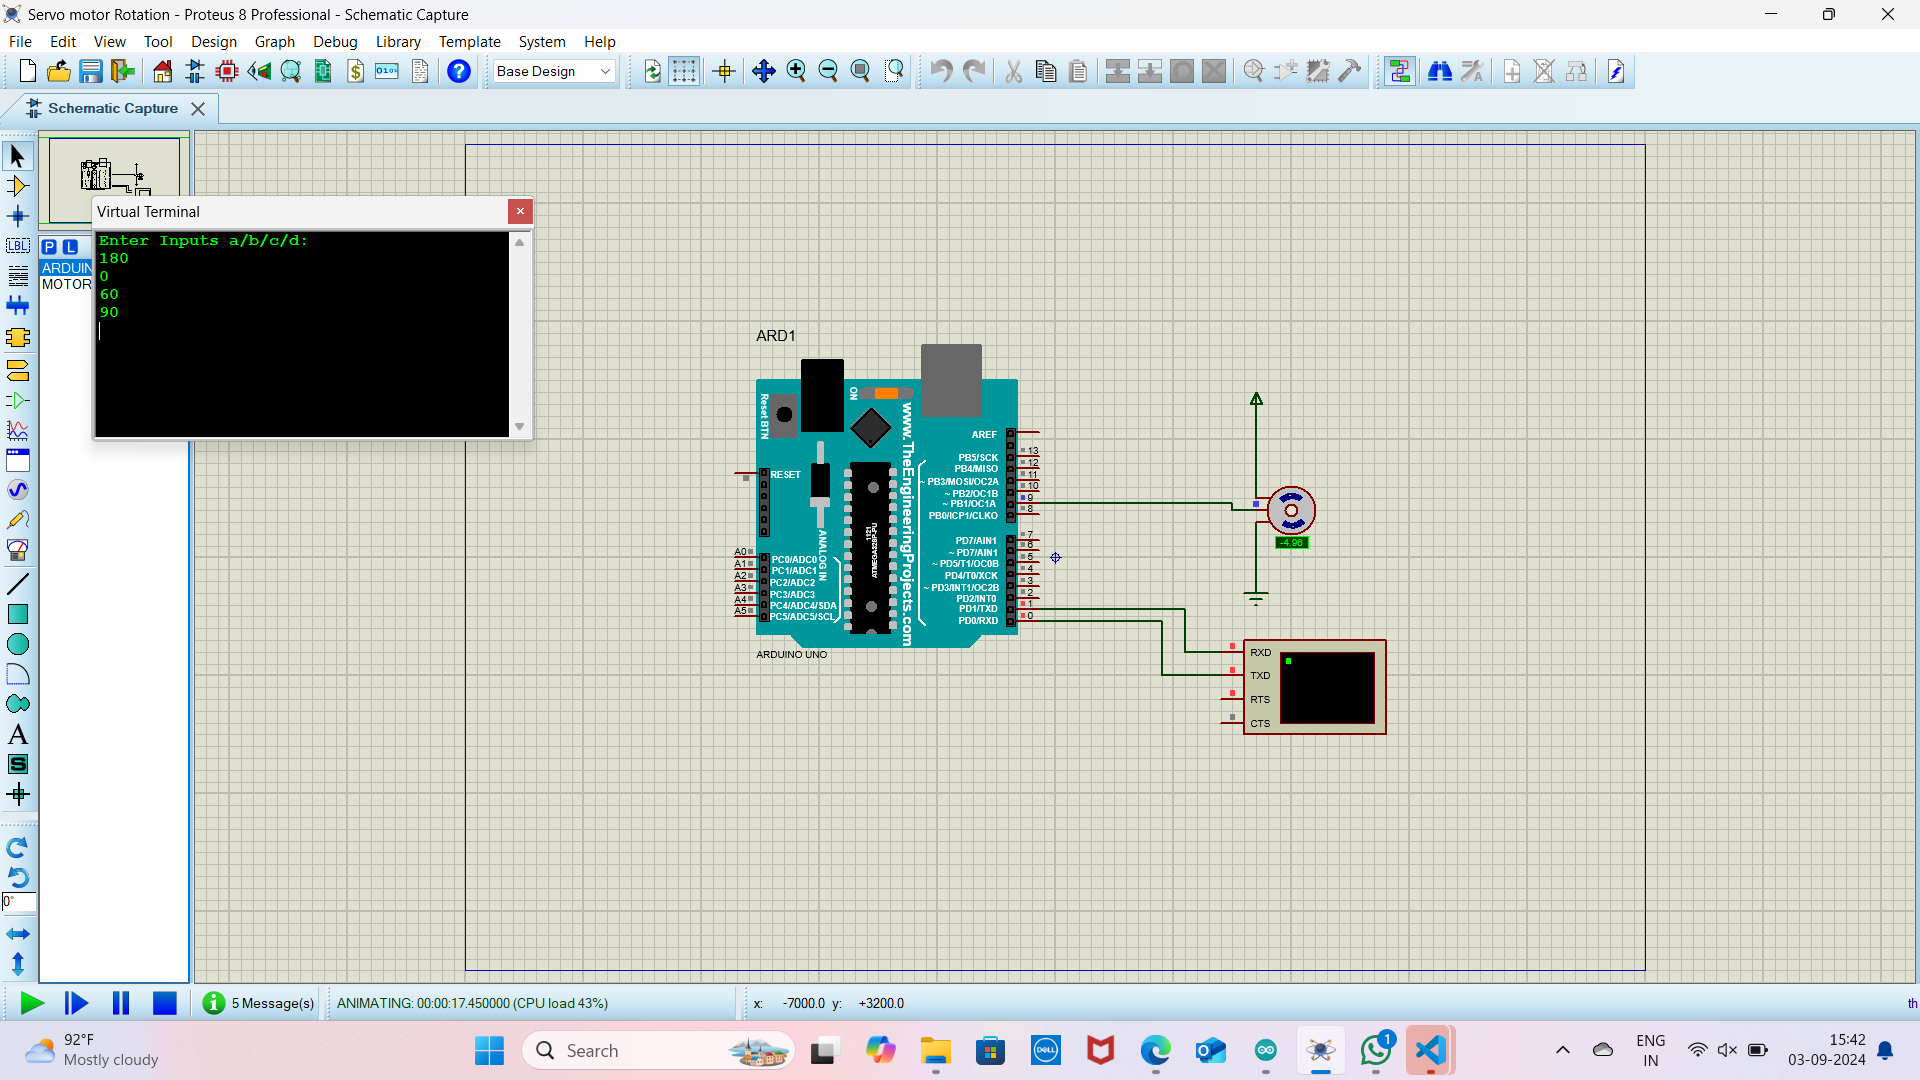 Servo motor Rotation - Proteus 8 Professional - Schematic Capture
File Edit View Tool Design Graph Debug Library Template System Help
Base Design
Schematic Capture
Virtual Terminal
Enter Inputs a/b/c/d:
180
0
60
90
P L
ARDUIN
MOTOR
LBL
A
S
0°
ARD1
Reset BTN
ON
www.TheEngineeringProjects.com
ANALOG IN
1121
ATMEGA328P-PU
RESET
A0 PC0/ADC0
A1 PC1/ADC1
A2 PC2/ADC2
A3 PC3/ADC3
A4 PC4/ADC4/SDA
A5 PC5/ADC5/SCL
AREF
PB5/SCK 13
PB4/MISO 12
~ PB3/MOSI/OC2A 11
~ PB2/OC1B 10
~ PB1/OC1A 9
PB0/ICP1/CLKO 8
PD7/AIN1 7
~ PD7/AIN1 6
~ PD5/T1/OC0B 5
PD4/T0/XCK 4
~ PD3/INT1/OC2B 3
PD2/INT0 2
PD1/TXD 1
PD0/RXD 0
ARDUINO UNO
-4.96
RXD
TXD
RTS
CTS
5 Message(s)
ANIMATING: 00:00:17.450000 (CPU load 43%)
x: -7000.0 y: +3200.0
th
92°F
Mostly cloudy
Search
DELL
1
ENG
IN
15:42
03-09-2024